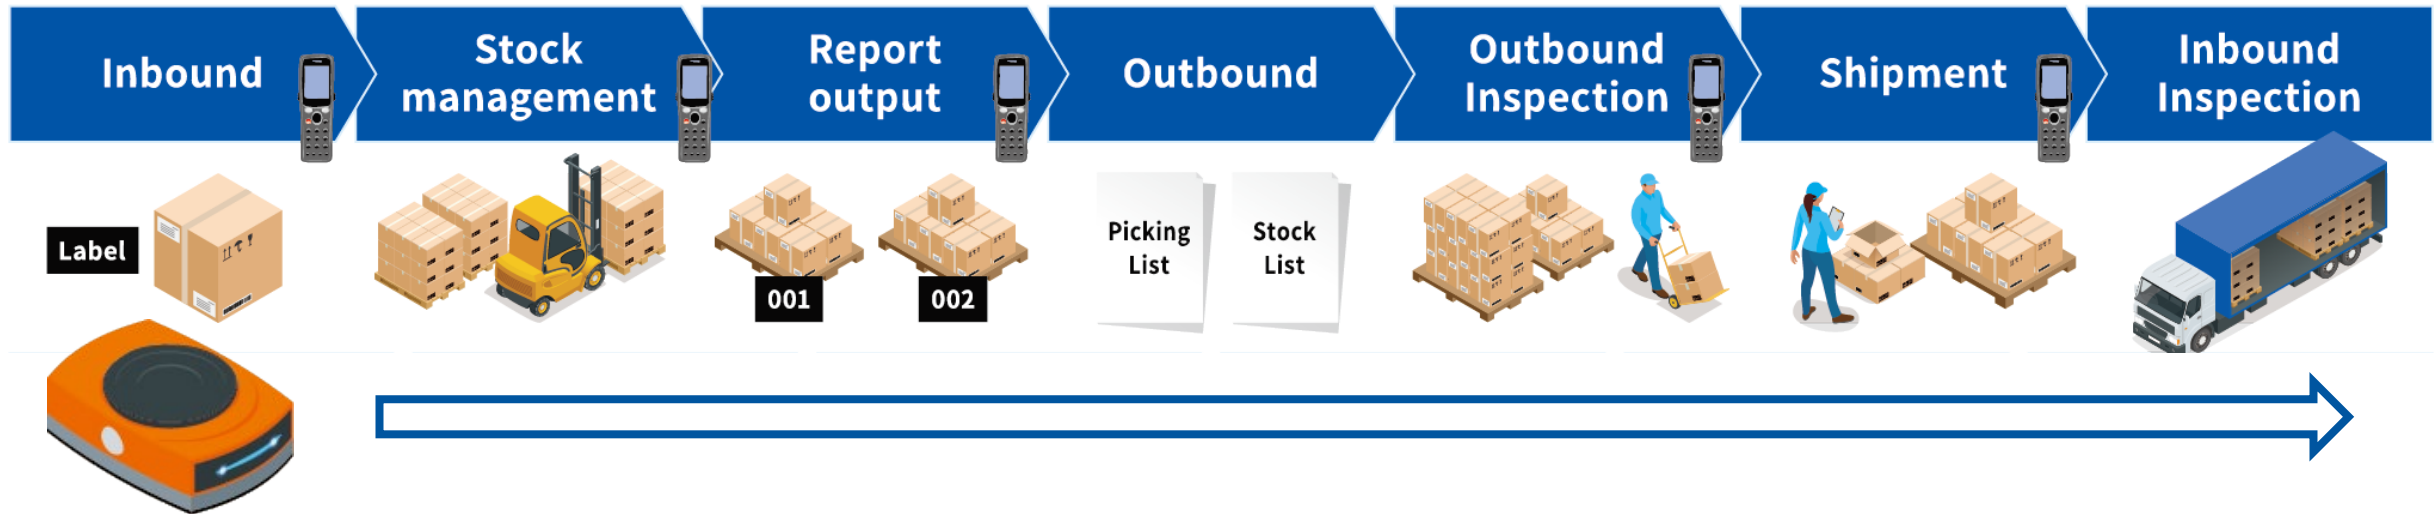 Inbound
Stock
management
Report
output
Outbound
Outbound
Inspection
Shipment
Inbound
Inspection
Label
001
002
Picking
List
Stock
List